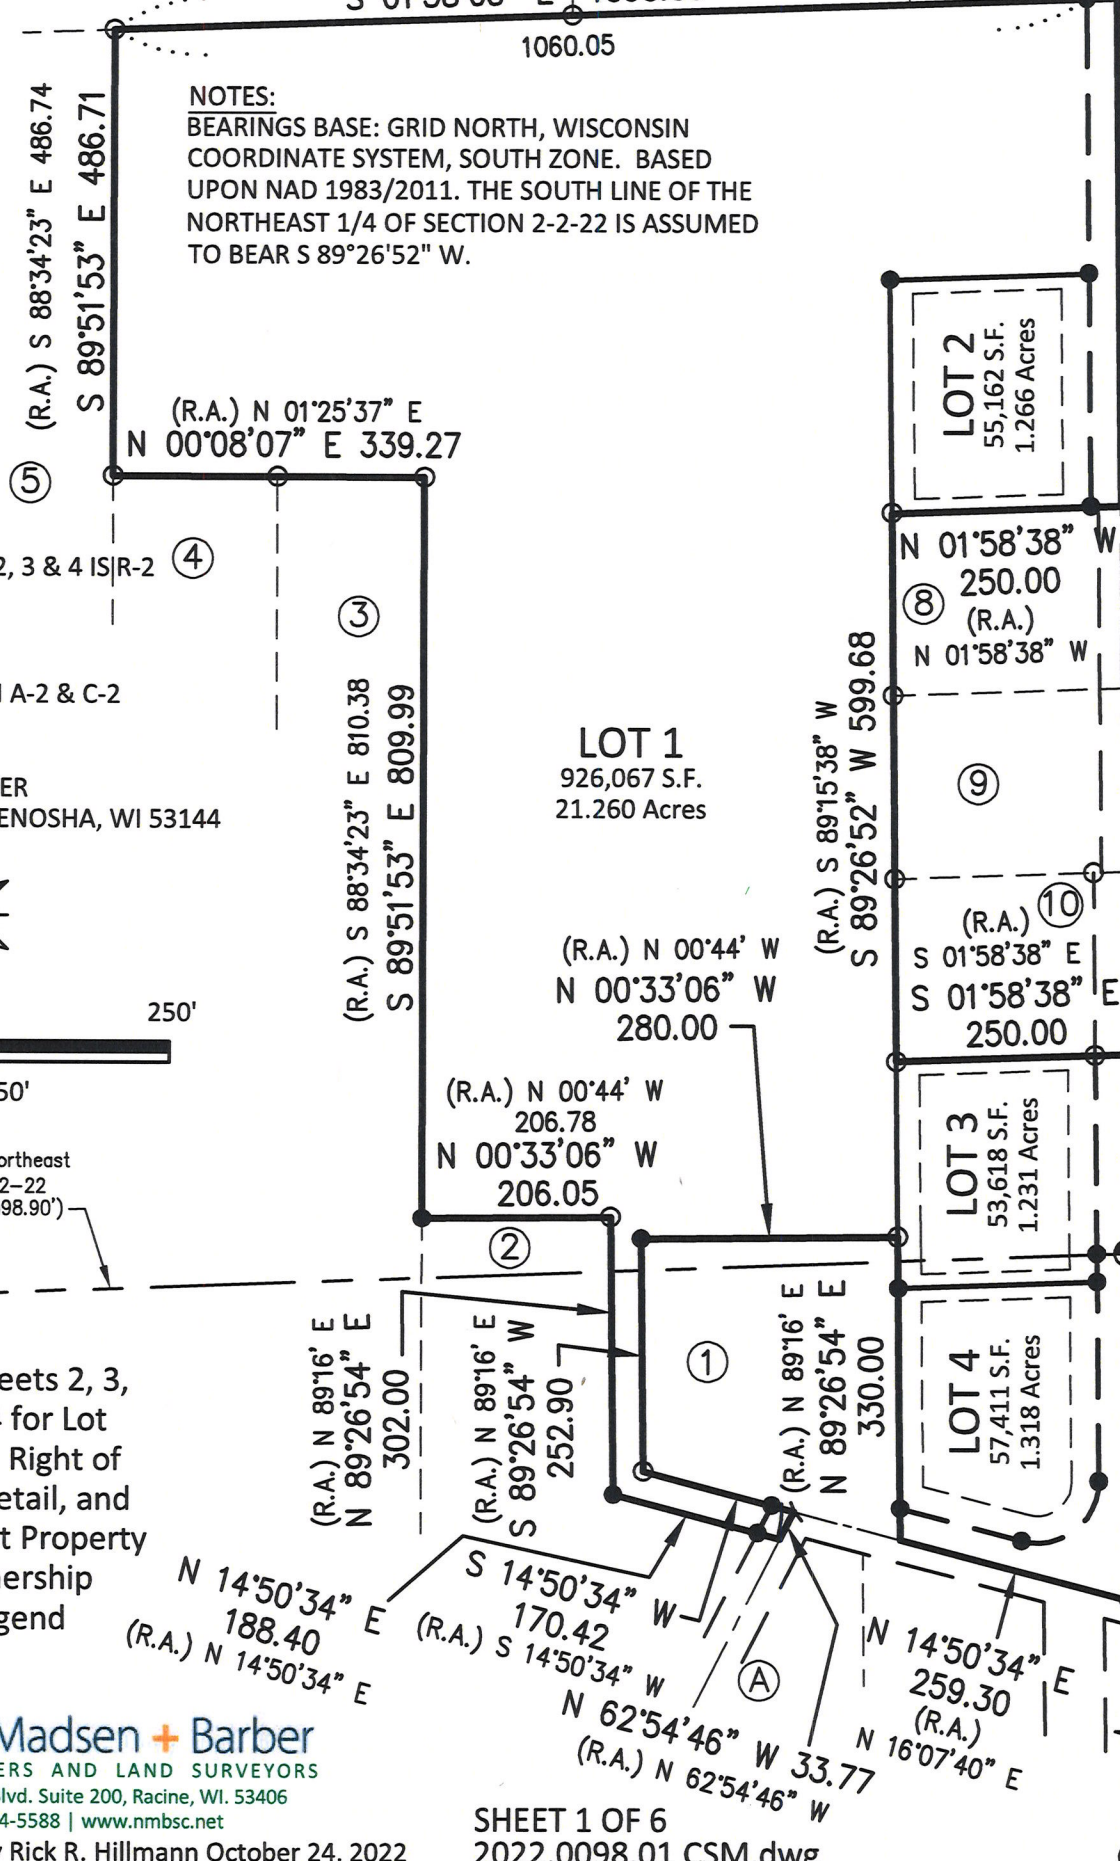 1060.05
(R.A.) S 88°34'23" E 486.74
S 89°51'53" E 486.71
NOTES:
BEARINGS BASE: GRID NORTH, WISCONSIN
COORDINATE SYSTEM, SOUTH ZONE. BASED
UPON NAD 1983/2011. THE SOUTH LINE OF THE
NORTHEAST 1/4 OF SECTION 2-2-22 IS ASSUMED
TO BEAR S 89°26'52" W.
LOT 2
55,162 S.F.
1.266 Acres
(R.A.) N 01°25'37" E
N 00°08'07" E 339.27
5
4
2, 3 & 4 IS R-2
3
N 01°58'38" W
250.00
(R.A.)
N 01°58'38" W
8
A-2 & C-2
(R.A.) S 88°34'23" E 810.38
S 89°51'53" E 809.99
LOT 1
926,067 S.F.
21.260 Acres
(R.A.) S 89°15'38" W
S 89°26'52" W 599.68
9
ER
ENOSHA, WI 53144
10
(R.A.)
S 01°58'38" E
S 01°58'38" E
250.00
(R.A.) N 00°44' W
N 00°33'06" W
280.00
250'
50'
(R.A.) N 00°44' W
206.78
N 00°33'06" W
206.05
LOT 3
53,618 S.F.
1.231 Acres
ortheast
2-22
98.90')
2
(R.A.) N 89°16' E
N 89°26'54" E
302.00
(R.A.) N 89°16' E
S 89°26'54" W
252.90
1
(R.A.) N 89°16' E
N 89°26'54" E
330.00
LOT 4
57,411 S.F.
1.318 Acres
eets 2, 3,
for Lot
Right of
etail, and
t Property
nership
gend
N 14°50'34" E
188.40
(R.A.) N 14°50'34" E
S 14°50'34" W
170.42
(R.A.) S 14°50'34" W
A
N 62°54'46" W 33.77
(R.A.) N 62°54'46" W
N 14°50'34" E
259.30
(R.A.)
N 16°07'40" E
Madsen + Barber
ERS AND LAND SURVEYORS
Blvd. Suite 200, Racine, WI. 53406
4-5588 | www.nmbsc.net
y Rick R. Hillmann October 24, 2022
SHEET 1 OF 6
2022.0098.01 CSM.dwg